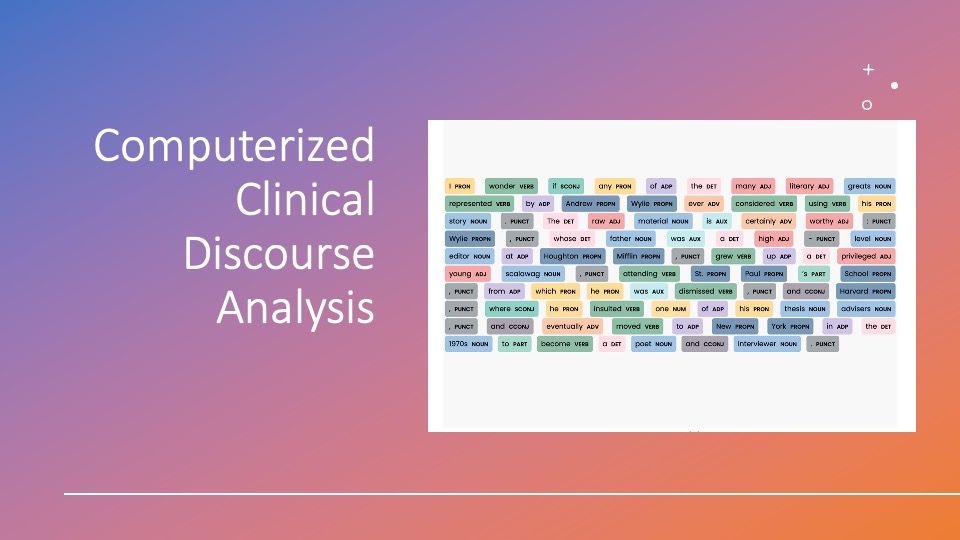 Computerized
Clinical
Discourse
Analysis
I PRON wonder VERB if SCONJ any PRON of ADP the DET many ADJ literary ADJ greats NOUN
represented VERB by ADP Andrew PROPN Wylie PROPN ever ADV considered VERB using VERB his PRON
story NOUN . PUNCT The DET raw ADJ material NOUN is AUX certainly ADV worthy ADJ : PUNCT
Wylie PROPN , PUNCT whose DET father NOUN was AUX a DET high ADJ - PUNCT level NOUN
editor NOUN at ADP Houghton PROPN Mifflin PROPN , PUNCT grew VERB up ADP a DET privileged ADJ
young ADJ scalawag NOUN , PUNCT attending VERB St. PROPN Paul PROPN 's PART School PROPN
, PUNCT from ADP which PRON he PRON was AUX dismissed VERB , PUNCT and CCONJ Harvard PROPN
, PUNCT where SCONJ he PRON insulted VERB one NUM of ADP his PRON thesis NOUN advisers NOUN
, PUNCT and CCONJ eventually ADV moved VERB to ADP New PROPN York PROPN in ADP the DET
1970s NOUN to PART become VERB a DET poet NOUN and CCONJ interviewer NOUN . PUNCT